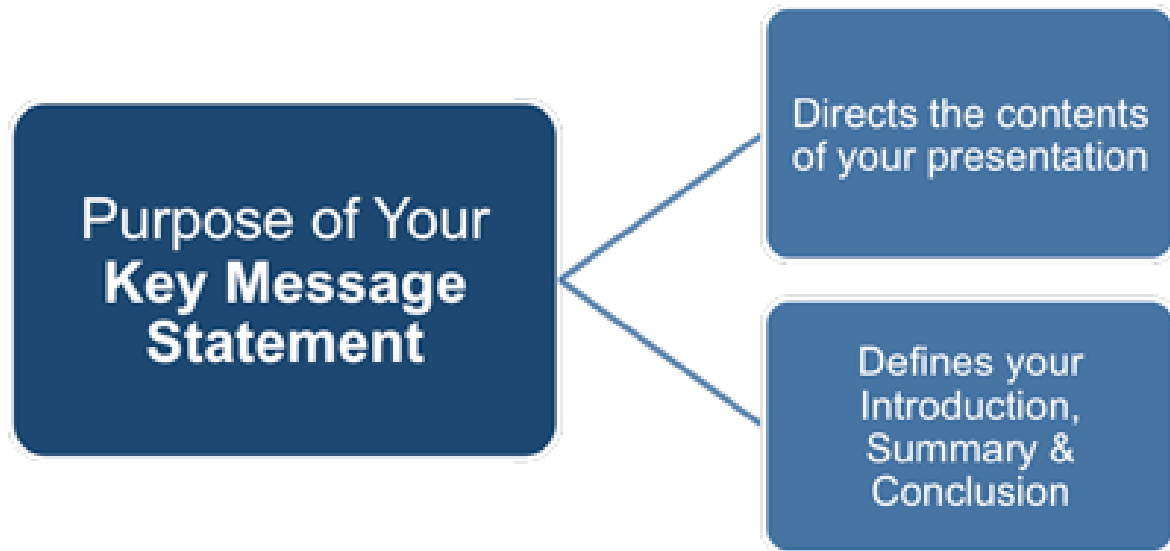 Purpose of Your
Key Message
Statement
Directs the contents
of your presentation
Defines your
Introduction,
Summary &
Conclusion